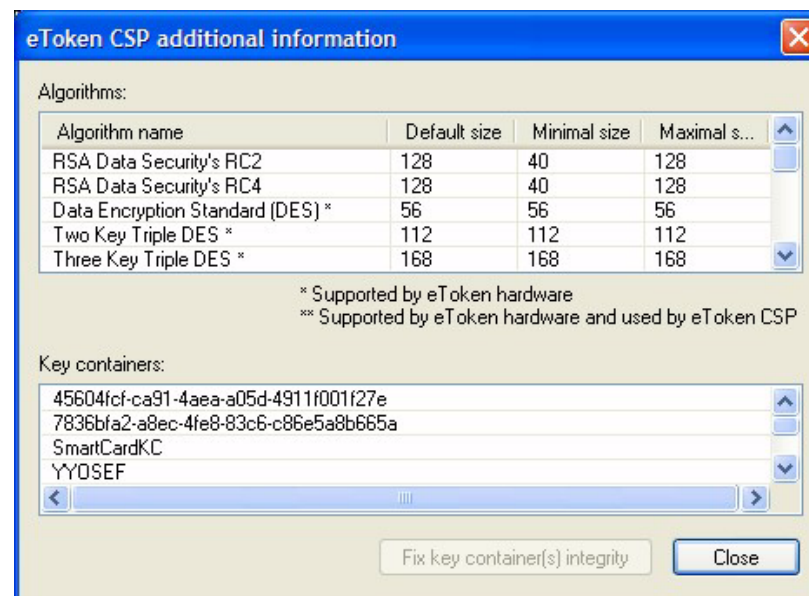 eToken CSP additional information
Algorithms:
Algorithm name Default size Minimal size Maximal s...
RSA Data Security's RC2 128 40 128
RSA Data Security's RC4 128 40 128
Data Encryption Standard (DES) * 56 56 56
Two Key Triple DES * 112 112 112
Three Key Triple DES * 168 168 168
* Supported by eToken hardware
** Supported by eToken hardware and used by eToken CSP
Key containers:
45604fcf-ca91-4aea-a05d-4911f001f27e
7836bfa2-a8ec-4fe8-83c6-c86e5a8b665a
SmartCardKC
YYOSEF
Fix key container(s) integrity Close